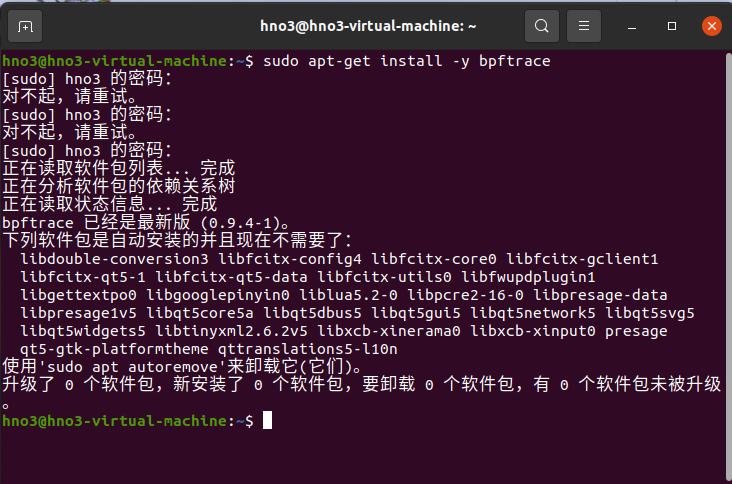 hno3@hno3-virtual-machine: ~
hno3@hno3-virtual-machine:~$ sudo apt-get install -y bpftrace
[sudo] hno3 的密码：
对不起，请重试。
[sudo] hno3 的密码：
对不起，请重试。
[sudo] hno3 的密码：
正在读取软件包列表... 完成
正在分析软件包的依赖关系树
正在读取状态信息... 完成
bpftrace 已经是最新版 (0.9.4-1)。
下列软件包是自动安装的并且现在不需要了：
libdouble-conversion3 libfcitx-config4 libfcitx-core0 libfcitx-gclient1
libfcitx-qt5-1 libfcitx-qt5-data libfcitx-utils0 libfwupdplugin1
libgettextpo0 libgooglepinyin0 liblua5.2-0 libpcre2-16-0 libpresage-data
libpresage1v5 libqt5core5a libqt5dbus5 libqt5gui5 libqt5network5 libqt5svg5
libqt5widgets5 libtinyxml2.6.2v5 libxcb-xinerama0 libxcb-xinput0 presage
qt5-gtk-platformtheme qttranslations5-l10n
使用'sudo apt autoremove'来卸载它(它们)。
升级了 0 个软件包，新安装了 0 个软件包，要卸载 0 个软件包，有 0 个软件包未被升级
。
hno3@hno3-virtual-machine:~$